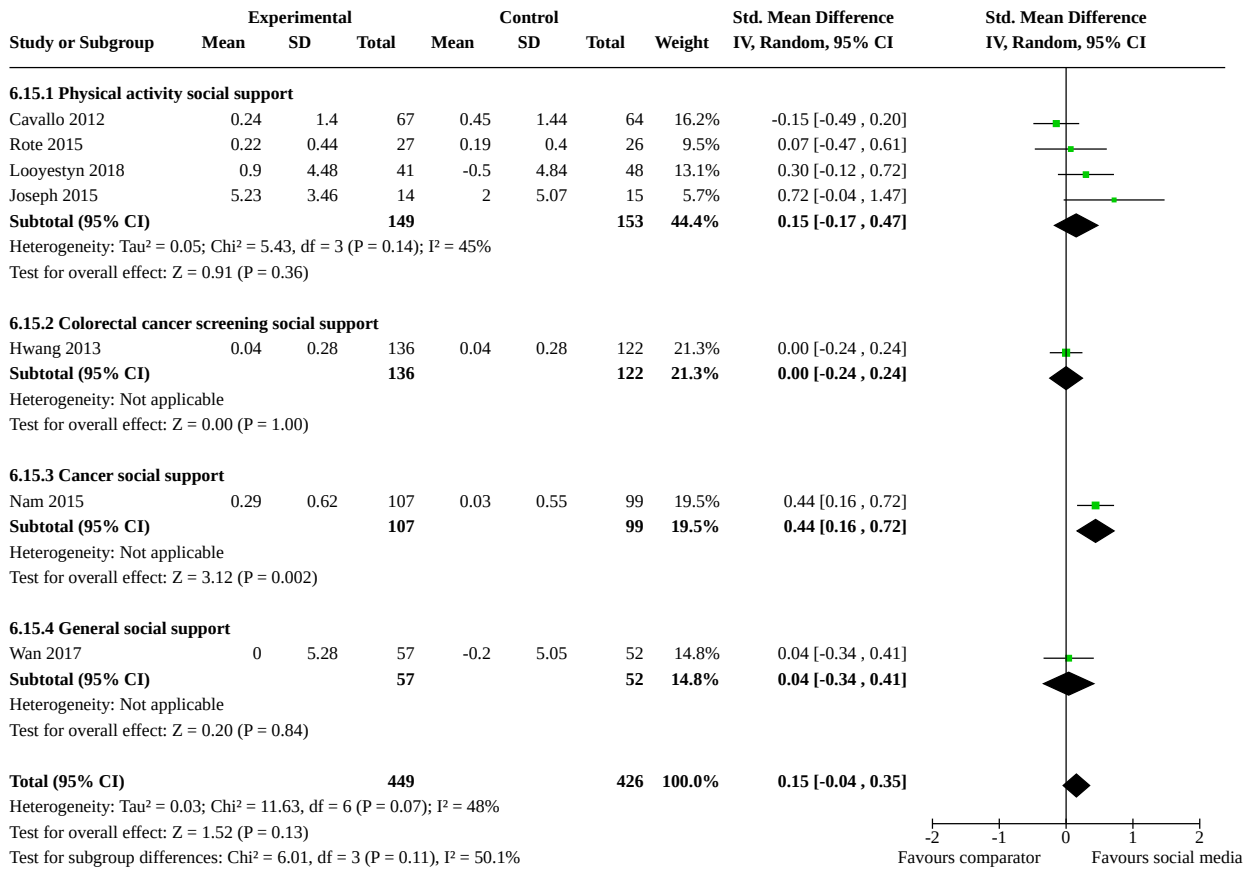 Experimental Control Std. Mean Difference Std. Mean Difference
Study or Subgroup Mean SD Total Mean SD Total Weight IV, Random, 95% CI IV, Random, 95% CI
6.15.1 Physical activity social support
Cavallo 2012 0.24 1.4 67 0.45 1.44 64 16.2% -0.15 [-0.49 , 0.20]
Rote 2015 0.22 0.44 27 0.19 0.4 26 9.5% 0.07 [-0.47 , 0.61]
Looyestyn 2018 0.9 4.48 41 -0.5 4.84 48 13.1% 0.30 [-0.12 , 0.72]
Joseph 2015 5.23 3.46 14 2 5.07 15 5.7% 0.72 [-0.04 , 1.47]
Subtotal (95% CI) 149 153 44.4% 0.15 [-0.17 , 0.47]
Heterogeneity: Tau² = 0.05; Chi² = 5.43, df = 3 (P = 0.14); I² = 45%
Test for overall effect: Z = 0.91 (P = 0.36)
6.15.2 Colorectal cancer screening social support
Hwang 2013 0.04 0.28 136 0.04 0.28 122 21.3% 0.00 [-0.24 , 0.24]
Subtotal (95% CI) 136 122 21.3% 0.00 [-0.24 , 0.24]
Heterogeneity: Not applicable
Test for overall effect: Z = 0.00 (P = 1.00)
6.15.3 Cancer social support
Nam 2015 0.29 0.62 107 0.03 0.55 99 19.5% 0.44 [0.16 , 0.72]
Subtotal (95% CI) 107 99 19.5% 0.44 [0.16 , 0.72]
Heterogeneity: Not applicable
Test for overall effect: Z = 3.12 (P = 0.002)
6.15.4 General social support
Wan 2017 0 5.28 57 -0.2 5.05 52 14.8% 0.04 [-0.34 , 0.41]
Subtotal (95% CI) 57 52 14.8% 0.04 [-0.34 , 0.41]
Heterogeneity: Not applicable
Test for overall effect: Z = 0.20 (P = 0.84)
Total (95% CI) 449 426 100.0% 0.15 [-0.04 , 0.35]
Heterogeneity: Tau² = 0.03; Chi² = 11.63, df = 6 (P = 0.07); I² = 48%
Test for overall effect: Z = 1.52 (P = 0.13)
-2 -1 0 1 2
Test for subgroup differences: Chi² = 6.01, df = 3 (P = 0.11), I² = 50.1% Favours comparator Favours social media